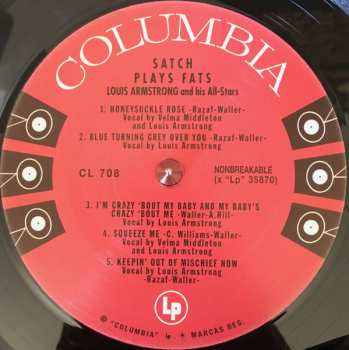 COLUMBIA
SATCH
PLAYS FATS
LOUIS ARMSTRONG and his All-Stars
1. HONEYSUCKLE ROSE -Razaf-Waller-
Vocal by Velma Middleton
and Louis Armstrong
2. BLUE TURNING GREY OVER YOU -Razaf-Waller-
Vocal by Louis Armstrong
CL 708
NONBREAKABLE
(x "Lp" 35870)
3. I'M CRAZY 'BOUT MY BABY AND MY BABY'S
CRAZY 'BOUT ME -Waller-A.Hill-
Vocal by Louis Armstrong
4. SQUEEZE ME -C. Williams-Waller-
Vocal by Velma Middleton
and Louis Armstrong
5. KEEPIN' OUT OF MISCHIEF NOW
Vocal by Louis Armstrong
-Razaf-Waller-
Lp
® "COLUMBIA" Lp. ✶ MARCAS REG.